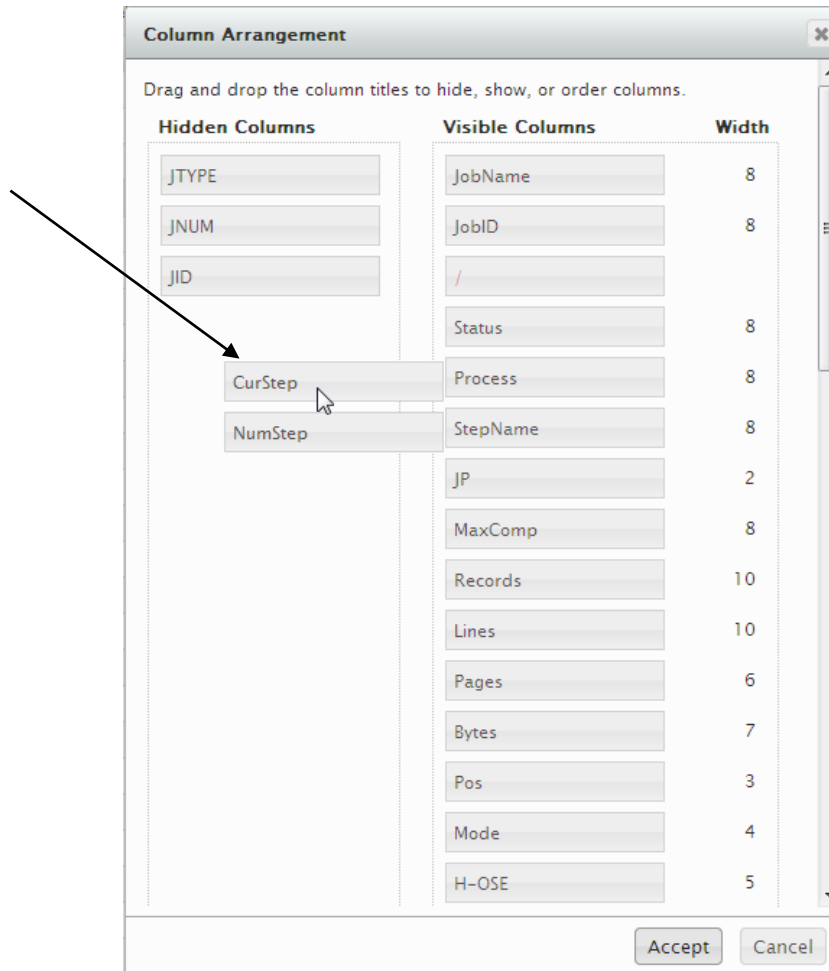 Column Arrangement
Drag and drop the column titles to hide, show, or order columns.
Hidden Columns Visible Columns Width
JTYPE JobName 8
JNUM JobID 8
JID /
Status 8
CurStep Process 8
NumStep StepName 8
JP 2
MaxComp 8
Records 10
Lines 10
Pages 6
Bytes 7
Pos 3
Mode 4
H-OSE 5
Accept Cancel